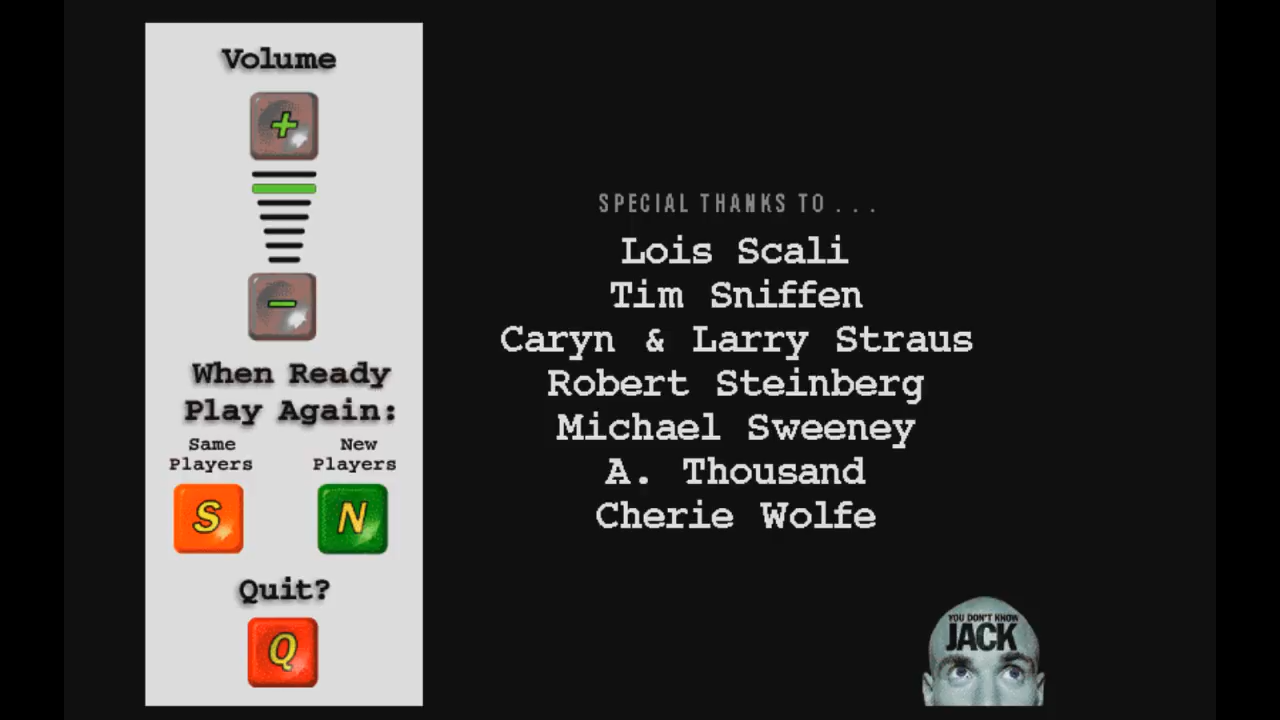 Volume
+
−
When Ready
Play Again:
Same Players
New Players
S
N
Quit?
Q
SPECIAL THANKS TO . . .
Lois Scali
Tim Sniffen
Caryn & Larry Straus
Robert Steinberg
Michael Sweeney
A. Thousand
Cherie Wolfe
YOU DON'T KNOW
JACK